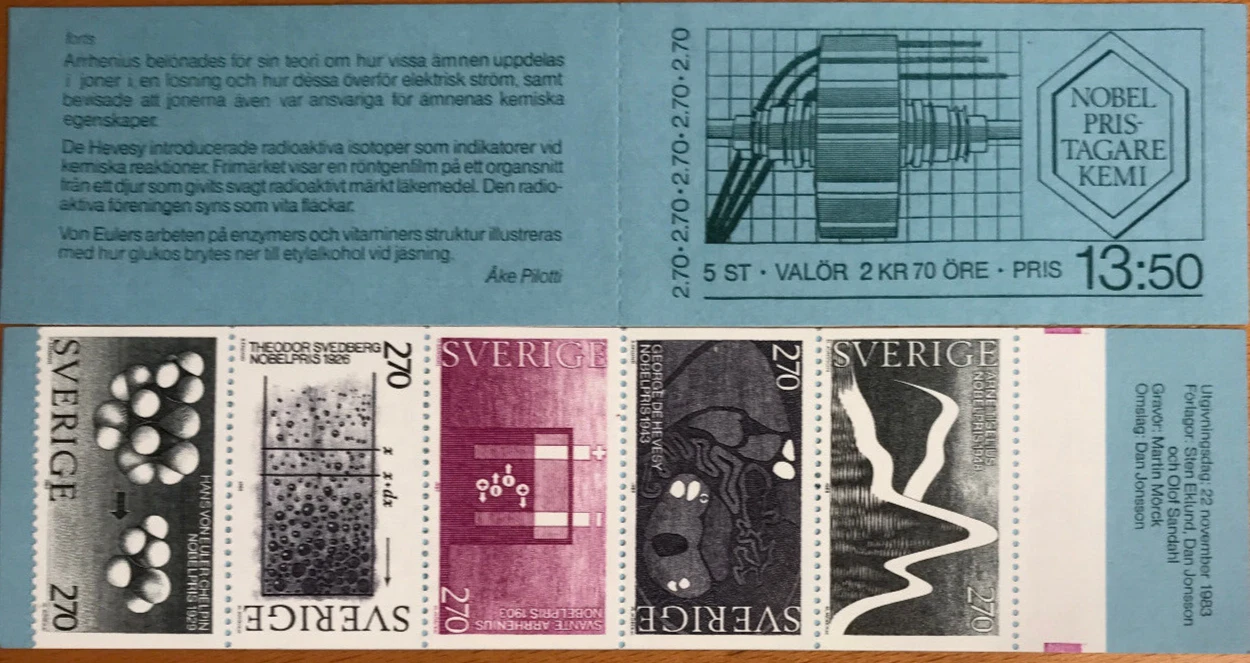 forts
Arrhenius belönades för sin teori om hur vissa ämnen uppdelas
i joner i en lösning och hur dessa överför elektrisk ström, samt
bevisade att jonerna även var ansvariga för ämnenas kemiska
egenskaper.
De Hevesy introducerade radioaktiva isotoper som indikatorer vid
kemiska reaktioner. Frimärket visar en röntgenfilm på ett organsnitt
från ett djur som givits svagt radioaktivt märkt läkemedel. Den radio-
aktiva föreningen syns som vita fläckar.
Von Eulers arbeten på enzymers och vitaminers struktur illustreras
med hur glukos brytes ner till etylalkohol vid jäsning.
Åke Pilotti
2.70•2.70•2.70•2.70•2.70
NOBEL
PRIS-
TAGARE
KEMI
5 ST • VALÖR 2 KR 70 ÖRE • PRIS 13:50
SVERIGE
HANS VON EULER-CHELPIN
NOBELPRIS 1929
270
THEODOR SVEDBERG
NOBELPRIS 1926
270
x
x+dx
SVERIGE
SVERIGE
+
−
270
SVANTE ARRHENIUS
NOBELPRIS 1903
GEORGE DE HEVESY
NOBELPRIS 1943
270
SVERIGE
SVERIGE
ARNE TISELIUS
NOBELPRIS 1948
270
Utgivningsdag: 22 november 1983
Förlagor: Sten Eklund, Dan Jonsson
och Olof Sandahl
Gravör: Martin Mörck
Omslag: Dan Jonsson